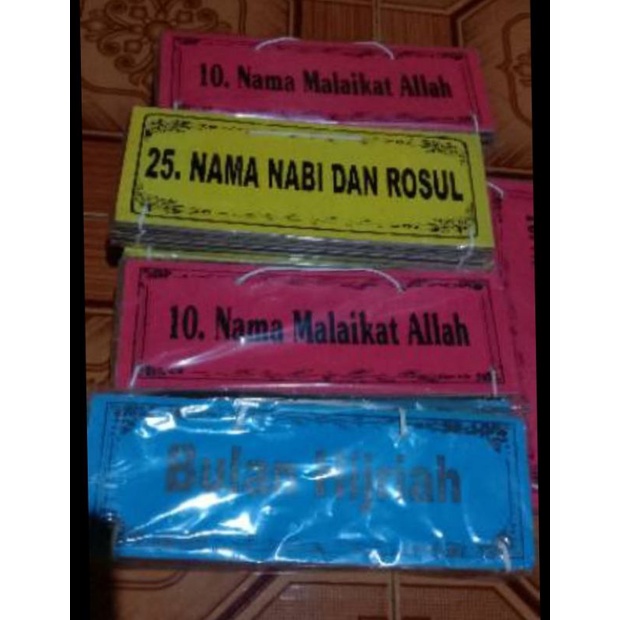 10. Nama Malaikat Allah
25. NAMA NABI DAN ROSUL
10. Nama Malaikat Allah
Bulan Hijriah